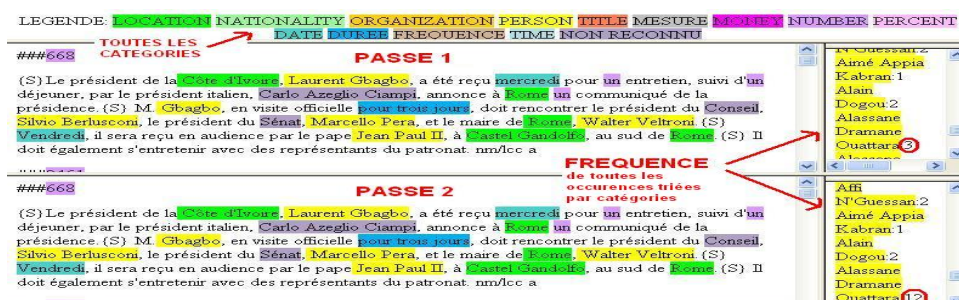 LEGENDE: LOCATION NATIONALITY ORGANIZATION PERSON TITLE MESURE MONEY NUMBER PERCENT
DATE DUREE FREQUENCE TIME NON RECONNU
TOUTES LES
CATEGORIES
###668
PASSE 1
(S) Le président de la Côte d'Ivoire, Laurent Gbagbo, a été reçu mercredi pour un entretien, suivi d'un
déjeuner, par le président italien, Carlo Azeglio Ciampi, annonce à Rome un communiqué de la
présidence. (S) M. Gbagbo, en visite officielle pour trois jours, doit rencontrer le président du Conseil,
Silvio Berlusconi, le président du Sénat, Marcello Pera, et le maire de Rome, Walter Veltroni. (S)
Vendredi, il sera reçu en audience par le pape Jean Paul II, à Castel Gandolfo, au sud de Rome. (S) Il
doit également s'entretenir avec des représentants du patronat. nm/lcc a
N'Guessan:2
Aimé Appia
Kabran:1
Alain
Dogou:2
Alassane
Dramane
Ouattara:3
Alassane
FREQUENCE
de toutes les
occurences triées
par catégories
###668
PASSE 2
(S) Le président de la Côte d'Ivoire, Laurent Gbagbo, a été reçu mercredi pour un entretien, suivi d'un
déjeuner, par le président italien, Carlo Azeglio Ciampi, annonce à Rome un communiqué de la
présidence. (S) M. Gbagbo, en visite officielle pour trois jours, doit rencontrer le président du Conseil,
Silvio Berlusconi, le président du Sénat, Marcello Pera, et le maire de Rome, Walter Veltroni. (S)
Vendredi, il sera reçu en audience par le pape Jean Paul II, à Castel Gandolfo, au sud de Rome. (S) Il
doit également s'entretenir avec des représentants du patronat. nm/lcc a
Affi
N'Guessan:2
Aimé Appia
Kabran:1
Alain
Dogou:2
Alassane
Dramane
Ouattara:12